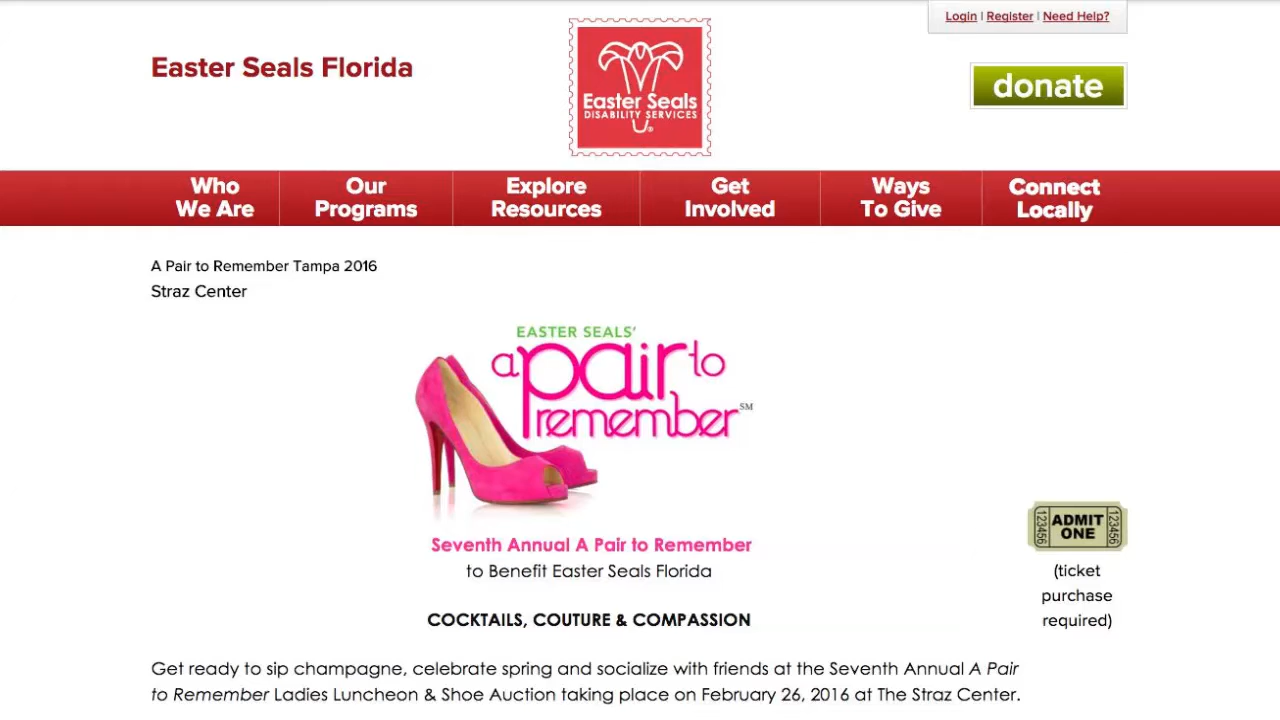 Login | Register | Need Help?
Easter Seals Florida
Easter Seals
DISABILITY SERVICES
®
donate
Who
We Are
Our
Programs
Explore
Resources
Get
Involved
Ways
To Give
Connect
Locally
A Pair to Remember Tampa 2016
Straz Center
EASTER SEALS'
a pair to
remember SM
Seventh Annual A Pair to Remember
to Benefit Easter Seals Florida
COCKTAILS, COUTURE & COMPASSION
123456 ADMIT ONE 123456
(ticket
purchase
required)
Get ready to sip champagne, celebrate spring and socialize with friends at the Seventh Annual A Pair
to Remember Ladies Luncheon & Shoe Auction taking place on February 26, 2016 at The Straz Center.